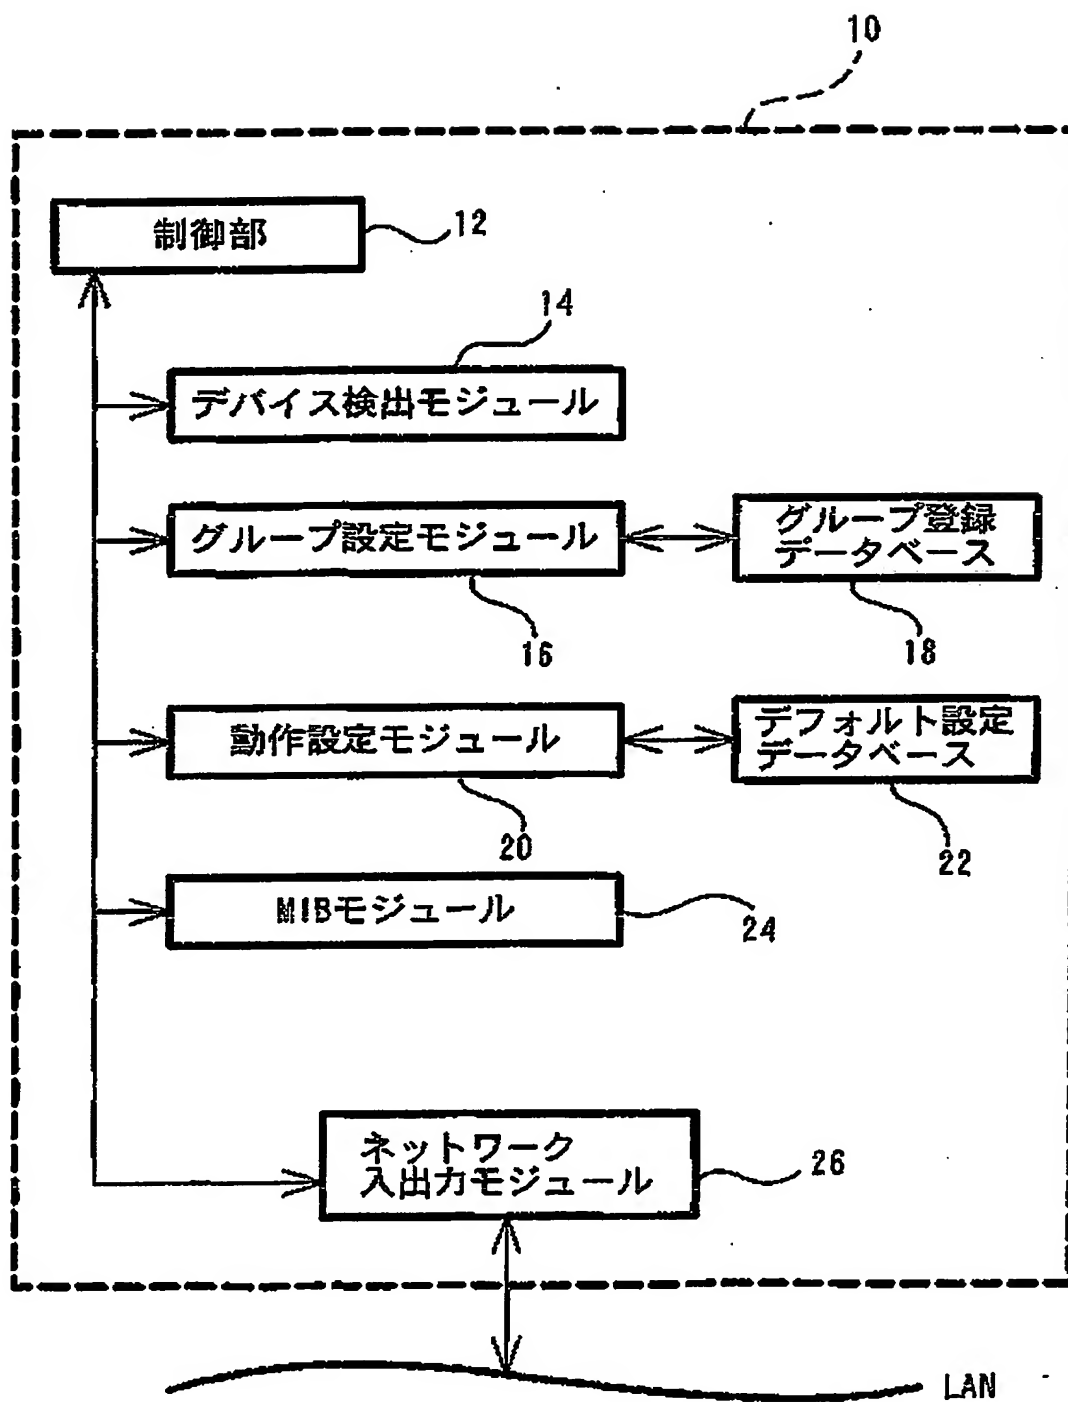 10
制御部
12
14
デバイス検出モジュール
グループ設定モジュール
16
グループ登録
データベース
18
動作設定モジュール
20
デフォルト設定
データベース
22
MIBモジュール
24
ネットワーク
入出力モジュール
26
LAN